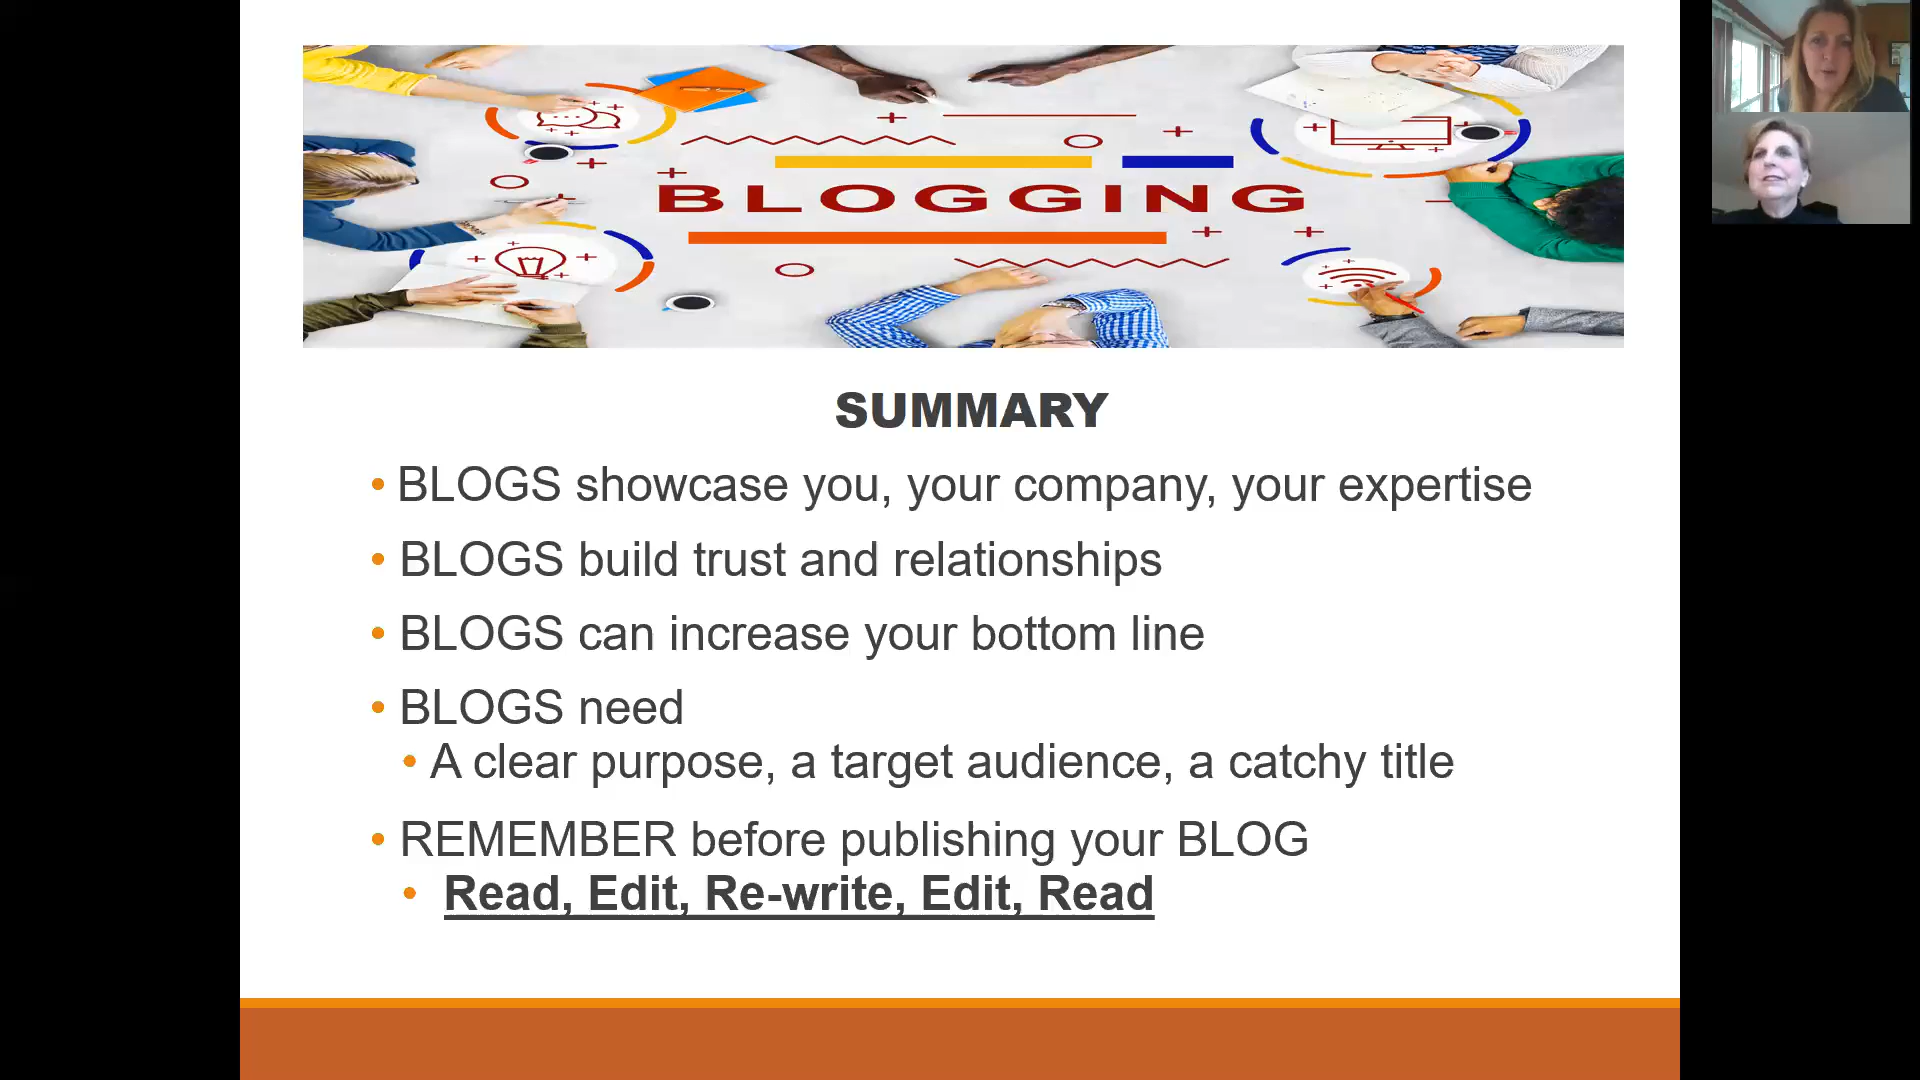 BLOGGING
SUMMARY
• BLOGS showcase you, your company, your expertise
• BLOGS build trust and relationships
• BLOGS can increase your bottom line
• BLOGS need
• A clear purpose, a target audience, a catchy title
• REMEMBER before publishing your BLOG
• Read, Edit, Re-write, Edit, Read